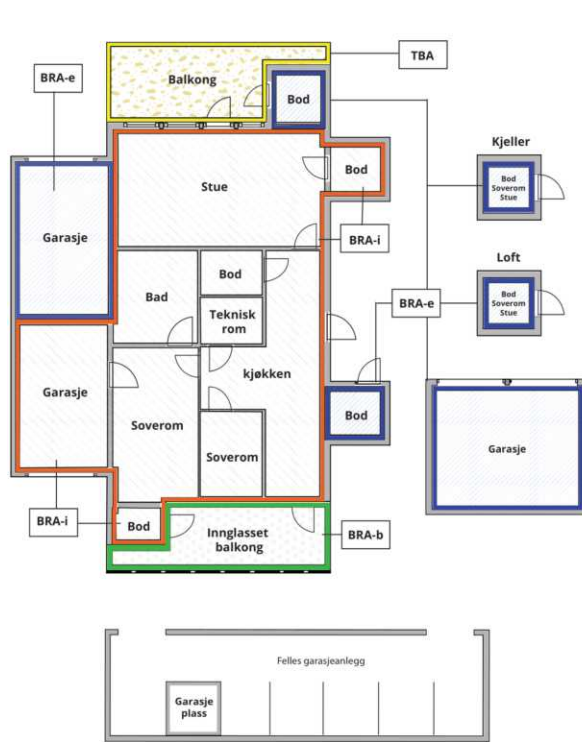 TBA
BRA-e
Balkong
Bod
Kjeller
Stue
Bod
Bod
Soverom
Stue
Garasje
BRA-i
Loft
Bod
Bad
Teknisk
rom
BRA-e
Bod
Soverom
Stue
Garasje
kjøkken
Bod
Soverom
Soverom
Garasje
BRA-i
Bod
Innglasset
balkong
BRA-b
Felles garasjeanlegg
Garasje
plass